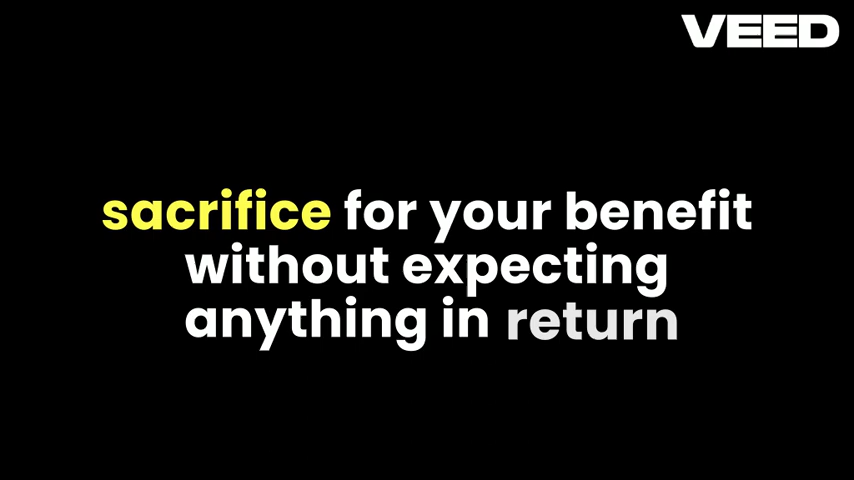 VEED
sacrifice for your benefit
without expecting
anything in return